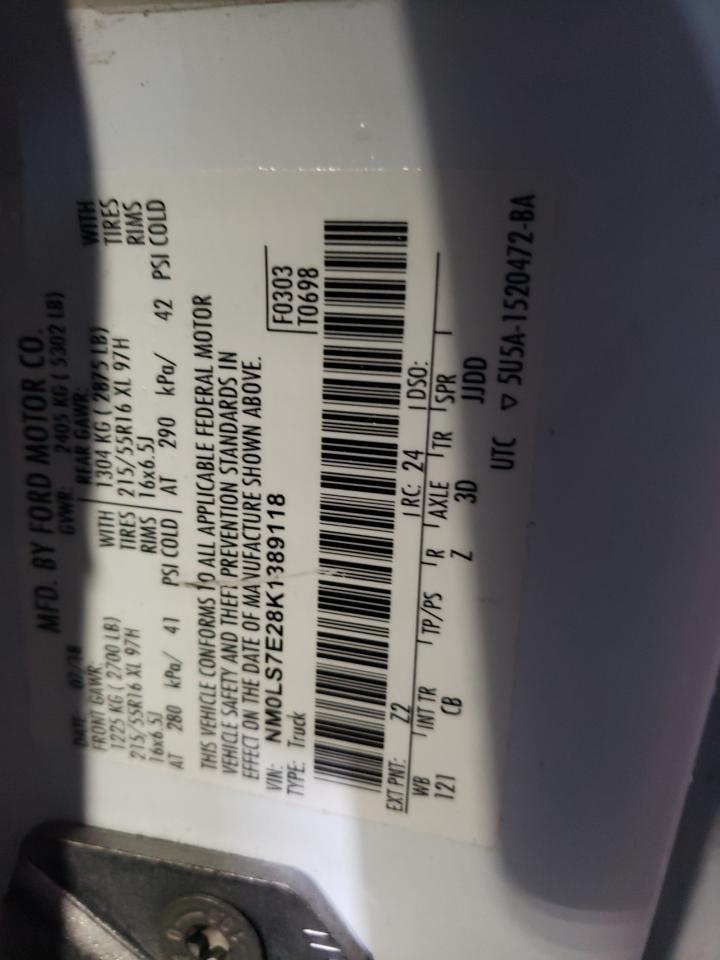 MFD. BY FORD MOTOR CO.
DATE: 07/18 GVWR: 2405 KG ( 5302 LB)
FRONT GAWR: REAR GAWR:
1225 KG ( 2700 LB) WITH 1304 KG ( 2875 LB) WITH
215/55R16 XL 97H TIRES 215/55R16 XL 97H TIRES
16x6.5J RIMS 16x6.5J RIMS
AT 280 kPa/ 41 PSI COLD AT 290 kPa/ 42 PSI COLD
THIS VEHICLE CONFORMS TO ALL APPLICABLE FEDERAL MOTOR
VEHICLE SAFETY AND THEFT PREVENTION STANDARDS IN
EFFECT ON THE DATE OF MANUFACTURE SHOWN ABOVE.
VIN: NM0LS7E28K1389118 F0303
TYPE: Truck T0698
EXT PNT: Z2 RC: 24 DSO:
WB INT TR TP/PS R AXLE TR SPR
121 CB Z 3D JJDD
UTC ▽ 5U5A-1520472-BA